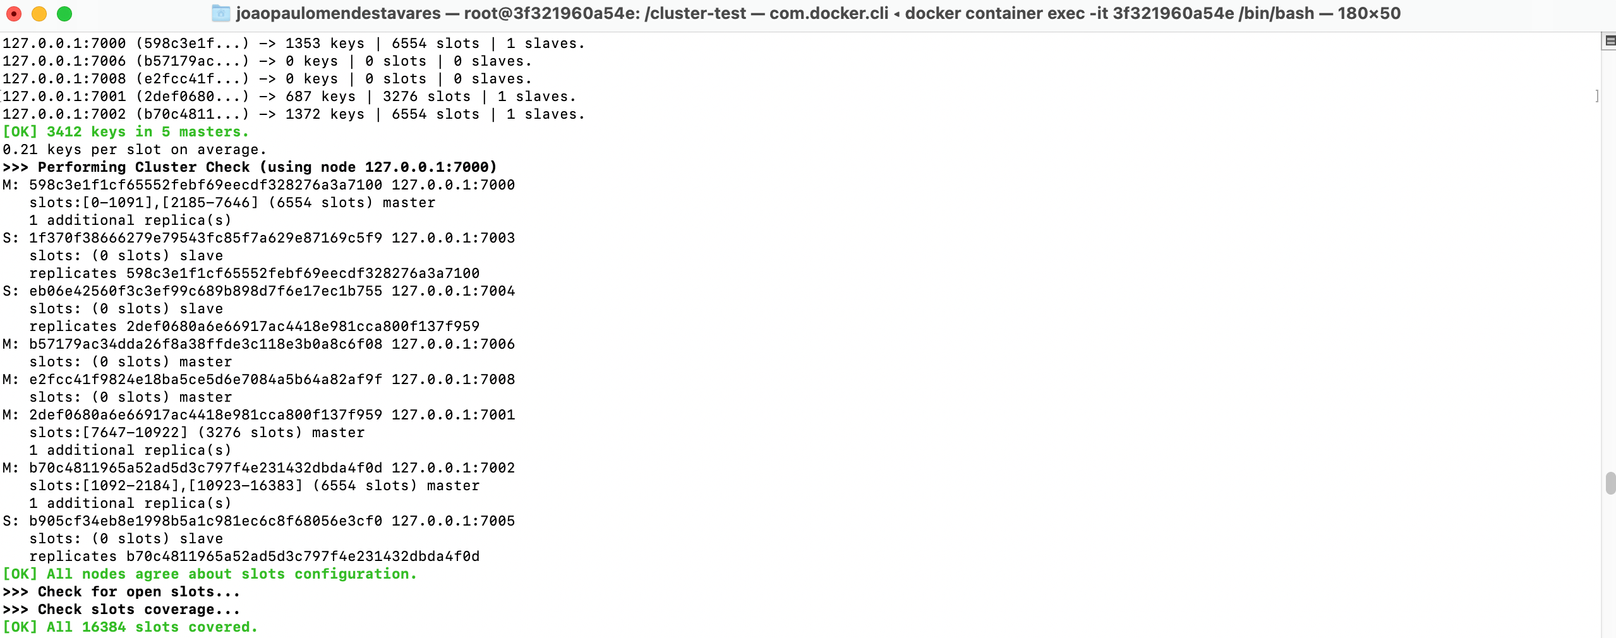 joaopaulomendestavares — root@3f321960a54e: /cluster-test — com.docker.cli ◂ docker container exec -it 3f321960a54e /bin/bash — 180×50
127.0.0.1:7000 (598c3e1f...) -> 1353 keys | 6554 slots | 1 slaves.
127.0.0.1:7006 (b57179ac...) -> 0 keys | 0 slots | 0 slaves.
127.0.0.1:7008 (e2fcc41f...) -> 0 keys | 0 slots | 0 slaves.
127.0.0.1:7001 (2def0680...) -> 687 keys | 3276 slots | 1 slaves.
127.0.0.1:7002 (b70c4811...) -> 1372 keys | 6554 slots | 1 slaves.
[OK] 3412 keys in 5 masters.
0.21 keys per slot on average.
>>> Performing Cluster Check (using node 127.0.0.1:7000)
M: 598c3e1f1cf65552febf69eecdf328276a3a7100 127.0.0.1:7000
   slots:[0-1091],[2185-7646] (6554 slots) master
   1 additional replica(s)
S: 1f370f38666279e79543fc85f7a629e87169c5f9 127.0.0.1:7003
   slots: (0 slots) slave
   replicates 598c3e1f1cf65552febf69eecdf328276a3a7100
S: eb06e42560f3c3ef99c689b898d7f6e17ec1b755 127.0.0.1:7004
   slots: (0 slots) slave
   replicates 2def0680a6e66917ac4418e981cca800f137f959
M: b57179ac34dda26f8a38ffde3c118e3b0a8c6f08 127.0.0.1:7006
   slots: (0 slots) master
M: e2fcc41f9824e18ba5ce5d6e7084a5b64a82af9f 127.0.0.1:7008
   slots: (0 slots) master
M: 2def0680a6e66917ac4418e981cca800f137f959 127.0.0.1:7001
   slots:[7647-10922] (3276 slots) master
   1 additional replica(s)
M: b70c4811965a52ad5d3c797f4e231432dbda4f0d 127.0.0.1:7002
   slots:[1092-2184],[10923-16383] (6554 slots) master
   1 additional replica(s)
S: b905cf34eb8e1998b5a1c981ec6c8f68056e3cf0 127.0.0.1:7005
   slots: (0 slots) slave
   replicates b70c4811965a52ad5d3c797f4e231432dbda4f0d
[OK] All nodes agree about slots configuration.
>>> Check for open slots...
>>> Check slots coverage...
[OK] All 16384 slots covered.